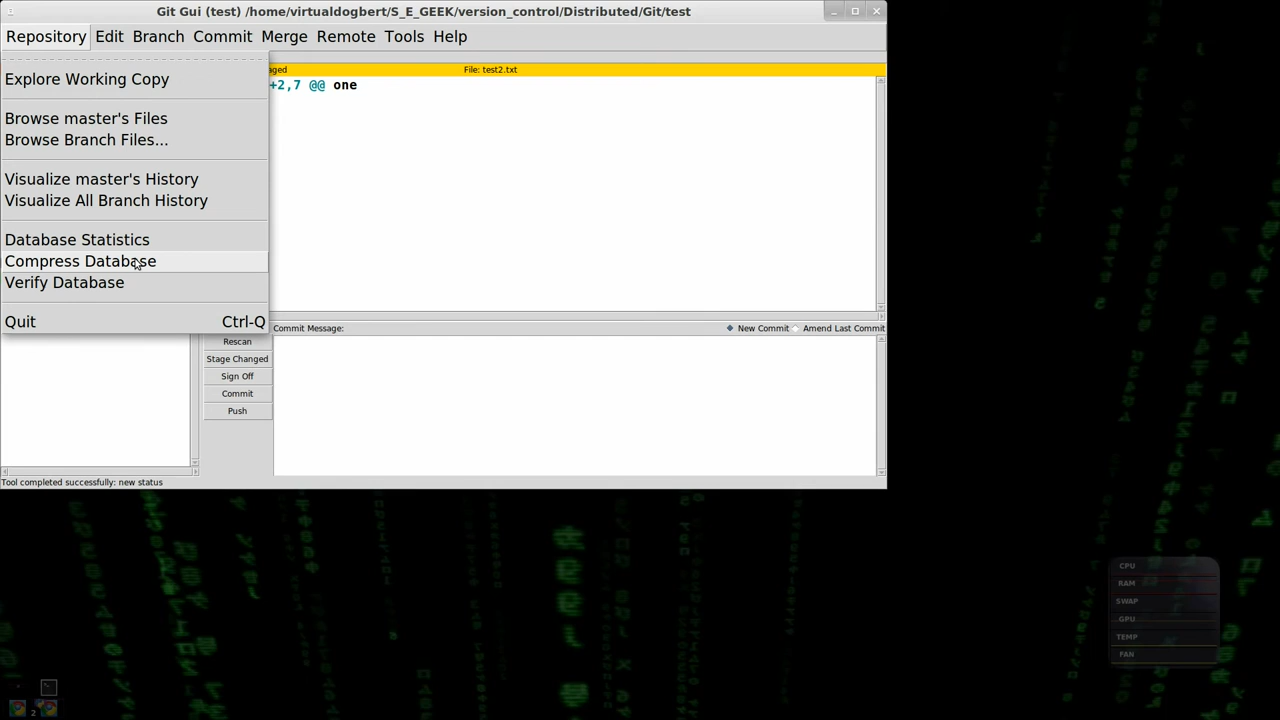 Git Gui (test) /home/virtualdogbert/S_E_GEEK/version_control/Distributed/Git/test
Repository Edit Branch Commit Merge Remote Tools Help
aged File: test2.txt
+2,7 @@ one
Explore Working Copy
Browse master's Files
Browse Branch Files...
Visualize master's History
Visualize All Branch History
Database Statistics
Compress Database
Verify Database
Quit Ctrl-Q
Commit Message: New Commit Amend Last Commit
Rescan
Stage Changed
Sign Off
Commit
Push
Tool completed successfully: new status
CPU
RAM
SWAP
GPU
TEMP
FAN
2